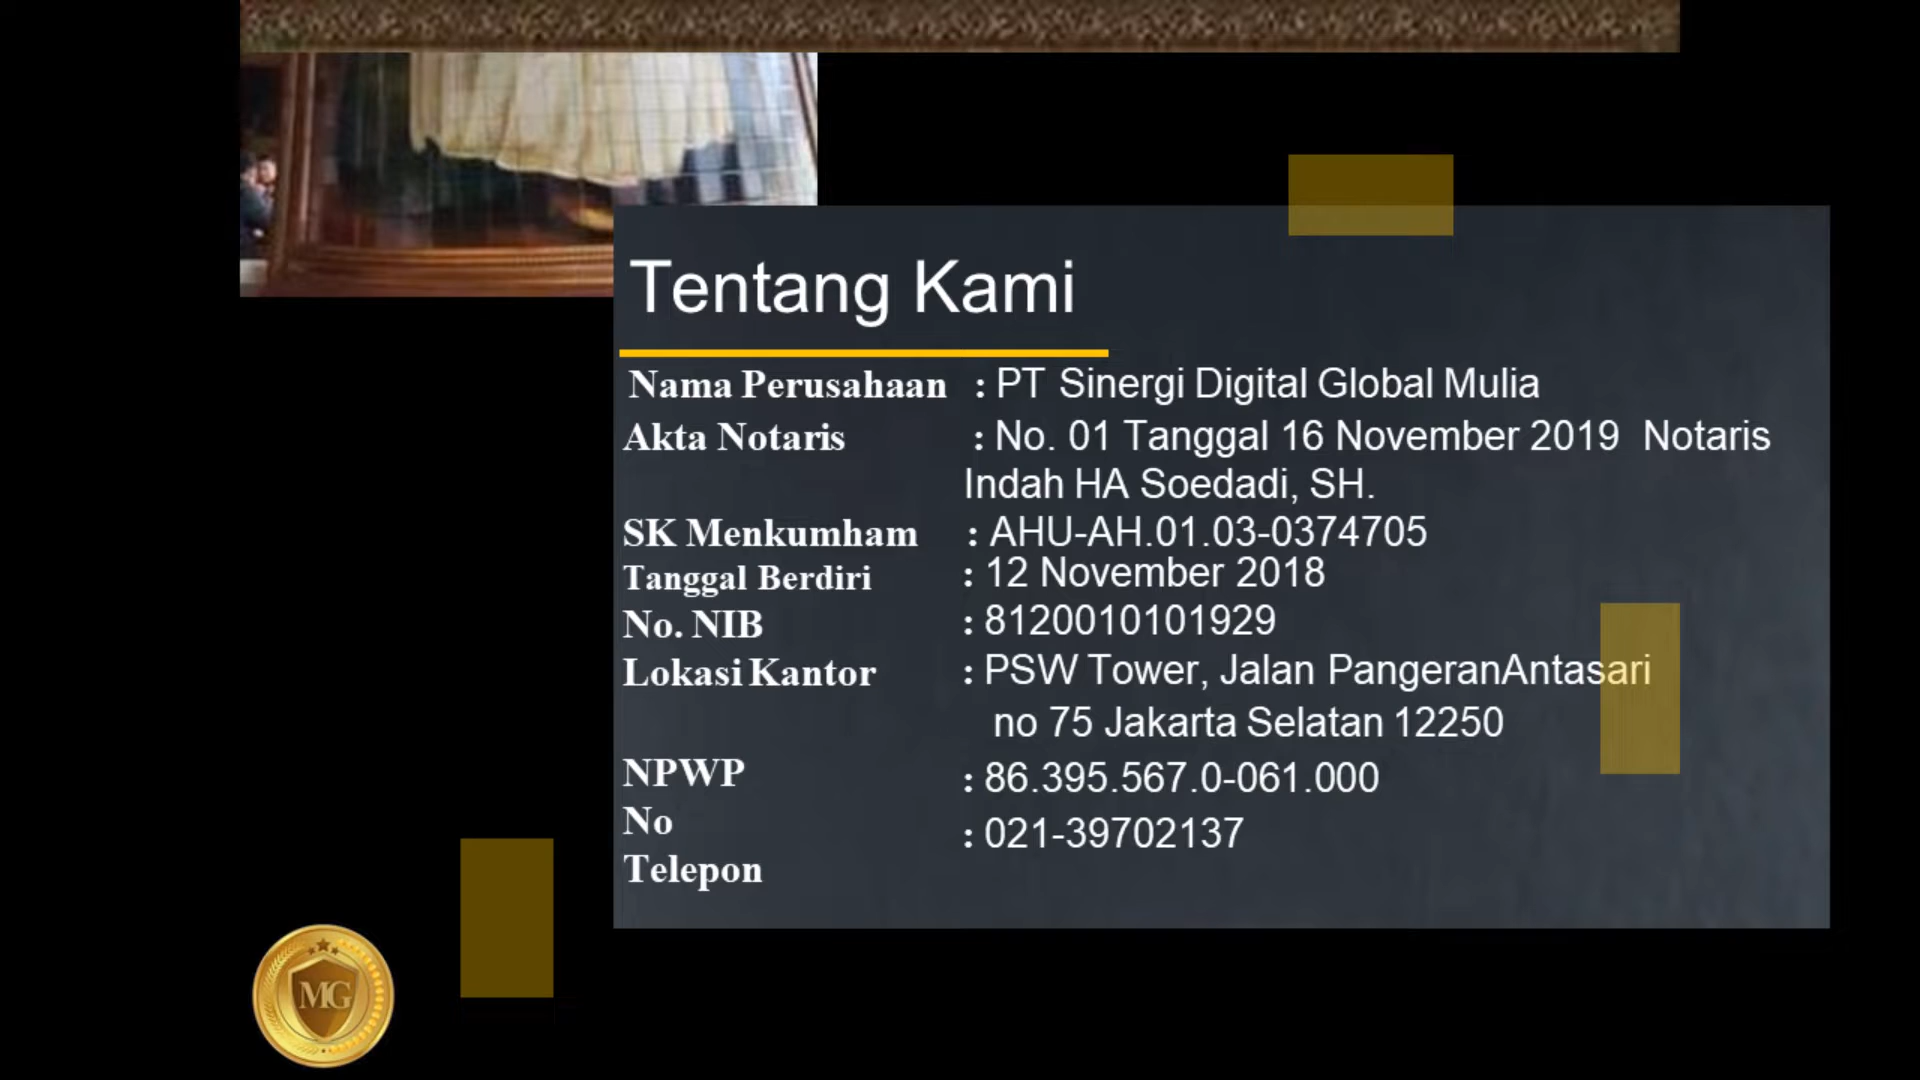 Tentang Kami
Nama Perusahaan : PT Sinergi Digital Global Mulia
Akta Notaris : No. 01 Tanggal 16 November 2019 Notaris
Indah HA Soedadi, SH.
SK Menkumham : AHU-AH.01.03-0374705
Tanggal Berdiri : 12 November 2018
No. NIB : 8120010101929
Lokasi Kantor : PSW Tower, Jalan PangeranAntasari
no 75 Jakarta Selatan 12250
NPWP : 86.395.567.0-061.000
No : 021-39702137
Telepon
MG